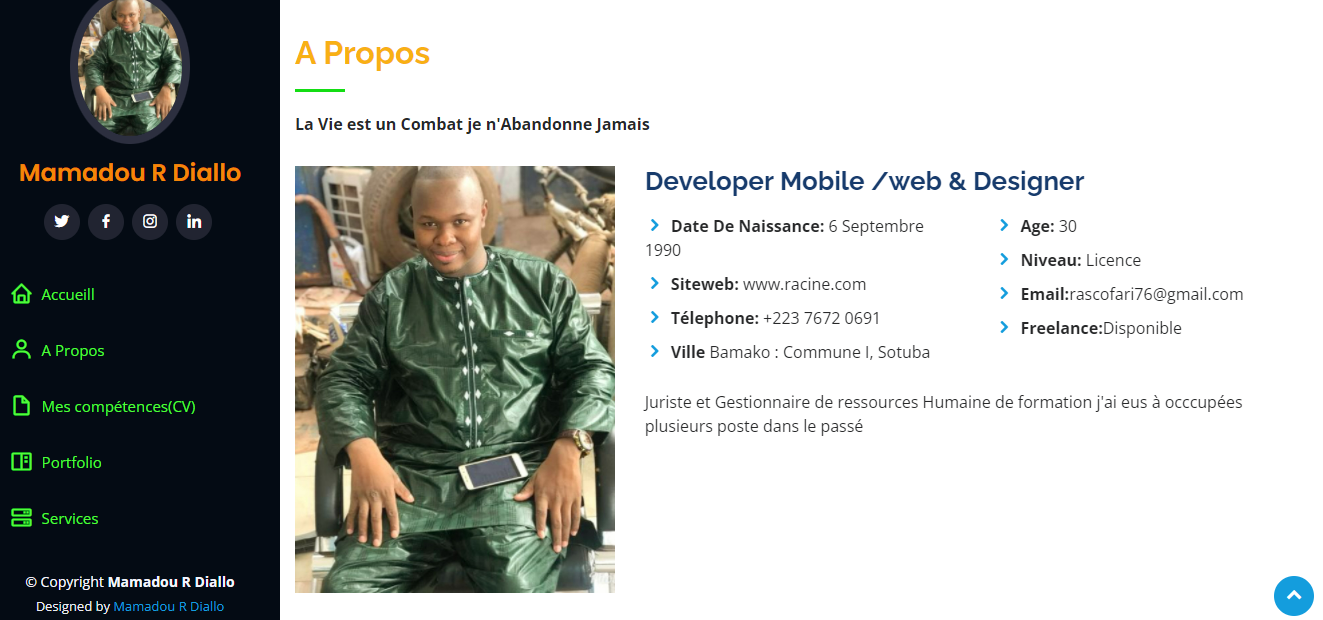 Mamadou R Diallo
Accueill
A Propos
Mes compétences(CV)
Portfolio
Services
© Copyright Mamadou R Diallo
Designed by Mamadou R Diallo
A Propos
La Vie est un Combat je n'Abandonne Jamais
Developer Mobile /web & Designer
Date De Naissance: 6 Septembre
1990
Siteweb: www.racine.com
Télephone: +223 7672 0691
Ville Bamako : Commune I, Sotuba
Age: 30
Niveau: Licence
Email:rascofari76@gmail.com
Freelance:Disponible
Juriste et Gestionnaire de ressources Humaine de formation j'ai eus à occcupées
plusieurs poste dans le passé